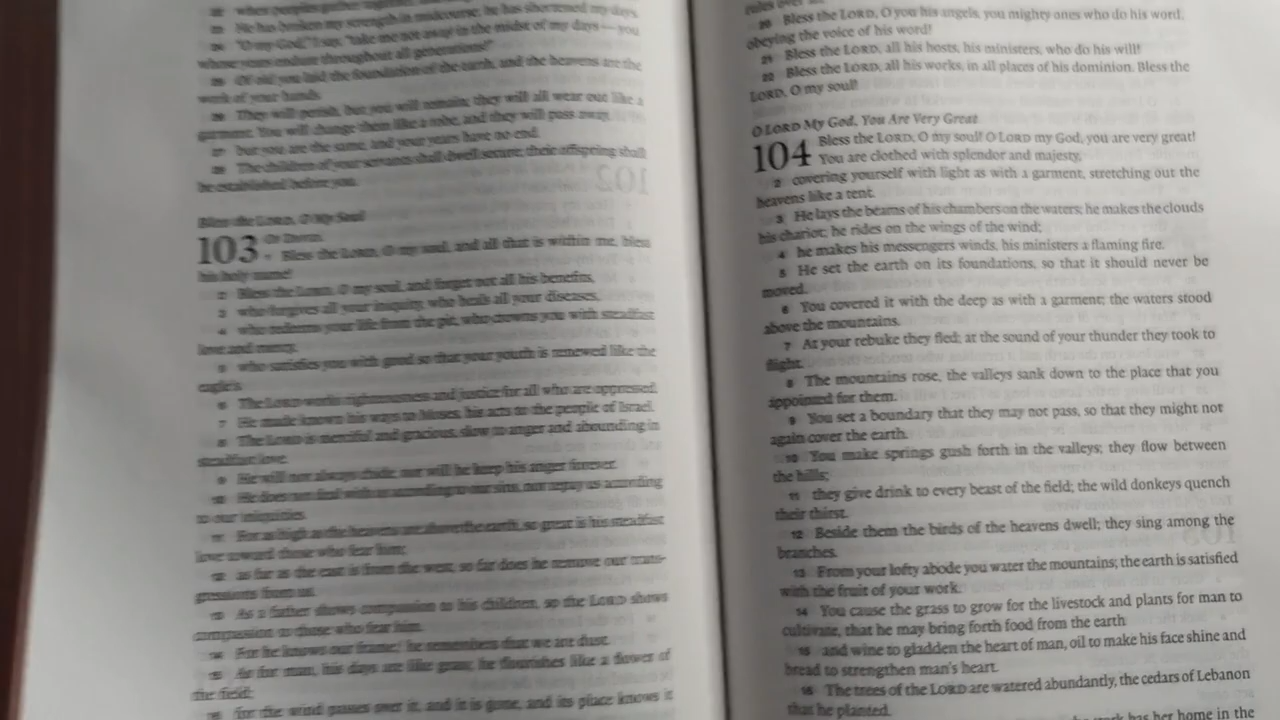 He has broken my strength in midcourse; he has shortened my days.
"O my God," I say, "take me not away in the midst of my days — you
whose years endure throughout all generations!"
Of old you laid the foundation of the earth, and the heavens are the
work of your hands.
They will perish, but you will remain; they will all wear out like a
garment. You will change them like a robe, and they will pass away,
27 but you are the same, and your years have no end.
28 The children of your servants shall dwell secure; their offspring shall
be established before you.
Bless the LORD, O My Soul
103 Of David.
Bless the LORD, O my soul, and all that is within me, bless
his holy name!
2 Bless the LORD, O my soul, and forget not all his benefits,
3 who forgives all your iniquity, who heals all your diseases,
4 who redeems your life from the pit, who crowns you with steadfast
love and mercy,
5 who satisfies you with good so that your youth is renewed like the
eagle's.
6 The LORD works righteousness and justice for all who are oppressed.
7 He made known his ways to Moses, his acts to the people of Israel.
8 The LORD is merciful and gracious, slow to anger and abounding in
steadfast love.
9 He will not always chide, nor will he keep his anger forever.
10 He does not deal with us according to our sins, nor repay us according
to our iniquities.
11 For as high as the heavens are above the earth, so great is his steadfast
love toward those who fear him;
12 as far as the east is from the west, so far does he remove our trans-
gressions from us.
13 As a father shows compassion to his children, so the LORD shows
compassion to those who fear him.
14 For he knows our frame; he remembers that we are dust.
15 As for man, his days are like grass; he flourishes like a flower of
the field;
16 for the wind passes over it, and it is gone, and its place knows it
20 Bless the LORD, O you his angels, you mighty ones who do his word,
obeying the voice of his word!
21 Bless the LORD, all his hosts, his ministers, who do his will!
22 Bless the LORD, all his works, in all places of his dominion. Bless the
LORD, O my soul!
O LORD My God, You Are Very Great
104 Bless the LORD, O my soul! O LORD my God, you are very great!
You are clothed with splendor and majesty,
2 covering yourself with light as with a garment, stretching out the
heavens like a tent.
3 He lays the beams of his chambers on the waters; he makes the clouds
his chariot; he rides on the wings of the wind;
4 he makes his messengers winds, his ministers a flaming fire.
5 He set the earth on its foundations, so that it should never be
moved.
6 You covered it with the deep as with a garment; the waters stood
above the mountains.
7 At your rebuke they fled; at the sound of your thunder they took to
flight.
8 The mountains rose, the valleys sank down to the place that you
appointed for them.
9 You set a boundary that they may not pass, so that they might not
again cover the earth.
10 You make springs gush forth in the valleys; they flow between
the hills;
11 they give drink to every beast of the field; the wild donkeys quench
their thirst.
12 Beside them the birds of the heavens dwell; they sing among the
branches.
13 From your lofty abode you water the mountains; the earth is satisfied
with the fruit of your work.
14 You cause the grass to grow for the livestock and plants for man to
cultivate, that he may bring forth food from the earth
15 and wine to gladden the heart of man, oil to make his face shine and
bread to strengthen man's heart.
16 The trees of the LORD are watered abundantly, the cedars of Lebanon
that he planted.
has her home in the